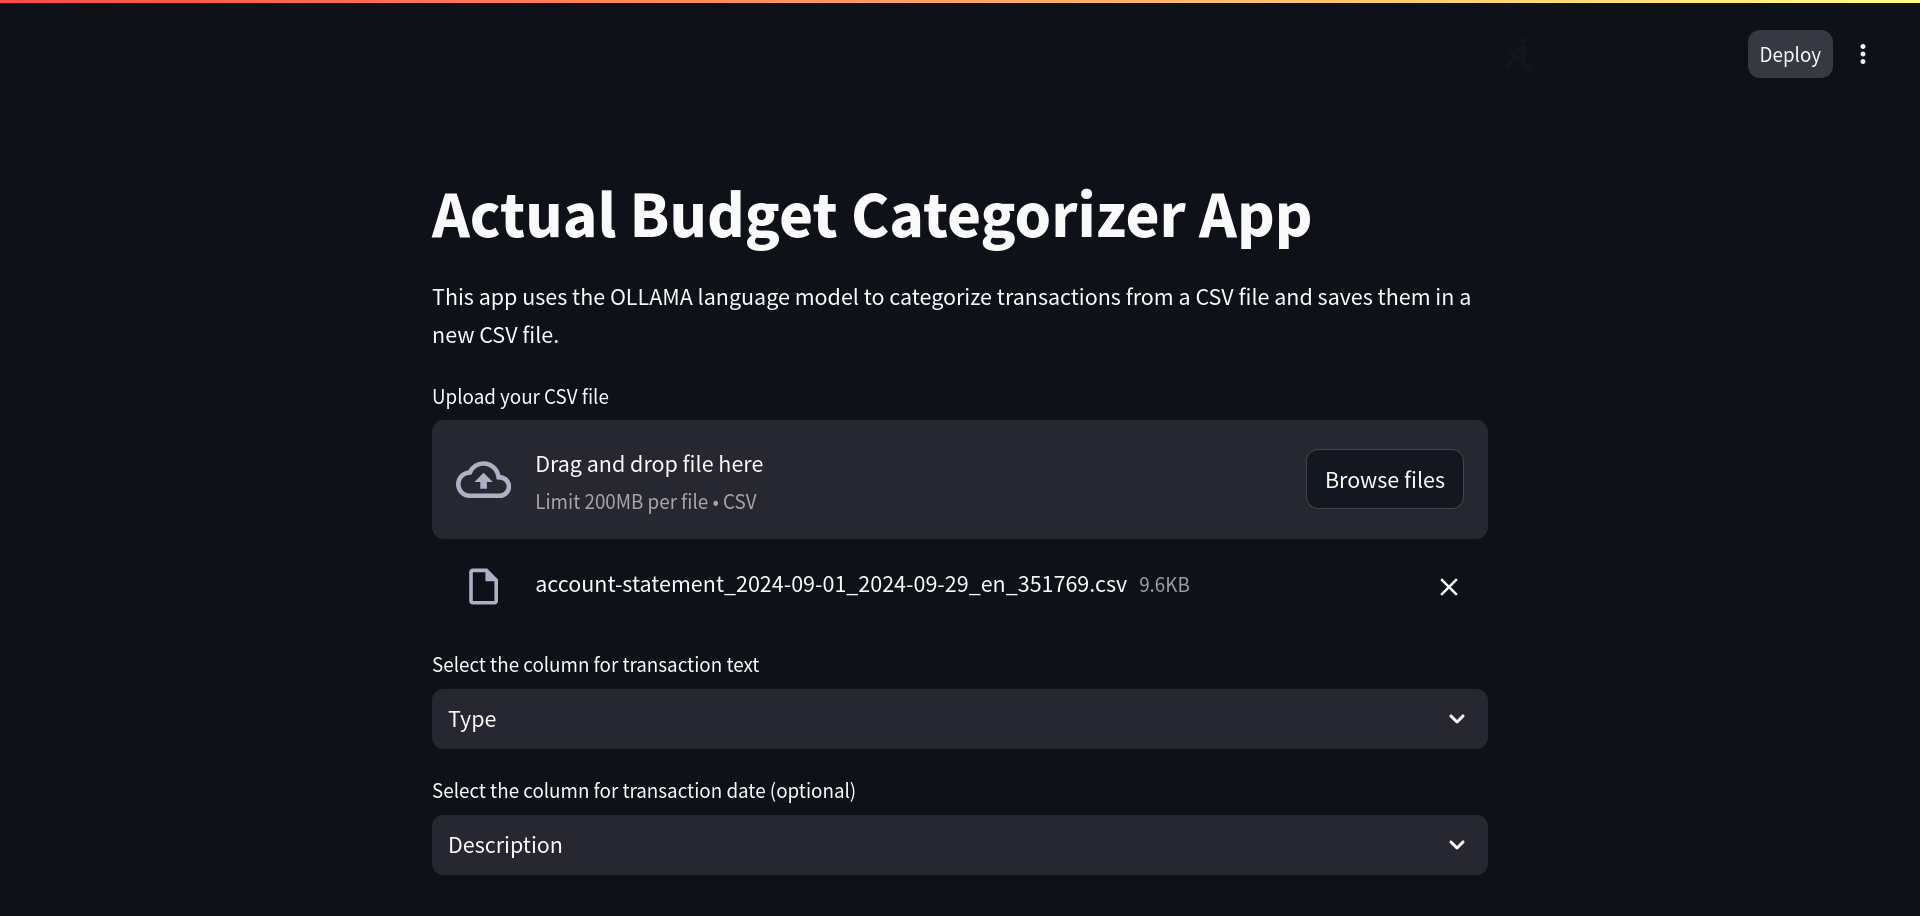 Deploy
Actual Budget Categorizer App
This app uses the OLLAMA language model to categorize transactions from a CSV file and saves them in a
new CSV file.
Upload your CSV file
Drag and drop file here
Limit 200MB per file • CSV
Browse files
account-statement_2024-09-01_2024-09-29_en_351769.csv 9.6KB
Select the column for transaction text
Type
Select the column for transaction date (optional)
Description